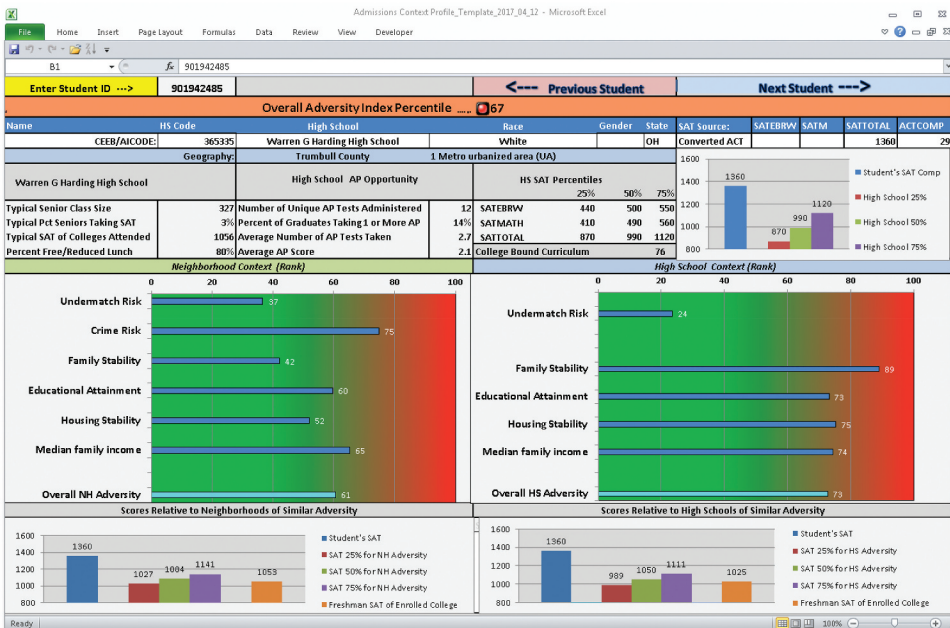 Admissions Context Profile_Template_2017_04_12 - Microsoft Excel
File Home Insert Page Layout Formulas Data Review View Developer
B1 fx 901942485
Enter Student ID ---> 901942485 <--- Previous Student Next Student --->
Overall Adversity Index Percentile ..... 67
Name HS Code High School Race Gender State SAT Source: SATEBRW SATM SATTOTAL ACTCOMP
CEEB/AICODE: 365335 Warren G Harding High School White OH Converted ACT 1360 29
Geography: Trumbull County 1 Metro urbanized area (UA)
Warren G Harding High School High School AP Opportunity HS SAT Percentiles
25% 50% 75%
Typical Senior Class Size 327 Number of Unique AP Tests Administered 12 SATEBRW 440 500 550
Typical Pct Seniors Taking SAT 3% Percent of Graduates Taking 1 or More AP 14% SATMATH 410 490 560
Typical SAT of Colleges Attended 1056 Average Number of AP Tests Taken 2.7 SATTOTAL 870 990 1120
Percent Free/Reduced Lunch 80% Average AP Score 2.1 College Bound Curriculum 76
1600
1400
1200
1000
800
1360
870
990
1120
Student's SAT Comp
High School 25%
High School 50%
High School 75%
Neighborhood Context (Rank)
0 20 40 60 80 100
Undermatch Risk 37
Crime Risk 75
Family Stability 42
Educational Attainment 60
Housing Stability 52
Median family income 65
Overall NH Adversity 61
High School Context (Rank)
0 20 40 60 80 100
Undermatch Risk 24
Family Stability 89
Educational Attainment 73
Housing Stability 75
Median family income 74
Overall HS Adversity 73
Scores Relative to Neighborhoods of Similar Adversity
1600
1400
1200
1000
800
1360
1027
1084
1141
1053
Student's SAT
SAT 25% for NH Adversity
SAT 50% for NH Adversity
SAT 75% for NH Adversity
Freshman SAT of Enrolled College
Scores Relative to High Schools of Similar Adversity
1600
1400
1200
1000
800
1360
989
1050
1111
1025
Student's SAT
SAT 25% for HS Adversity
SAT 50% for HS Adversity
SAT 75% for HS Adversity
Freshman SAT of Enrolled College
Ready 100%